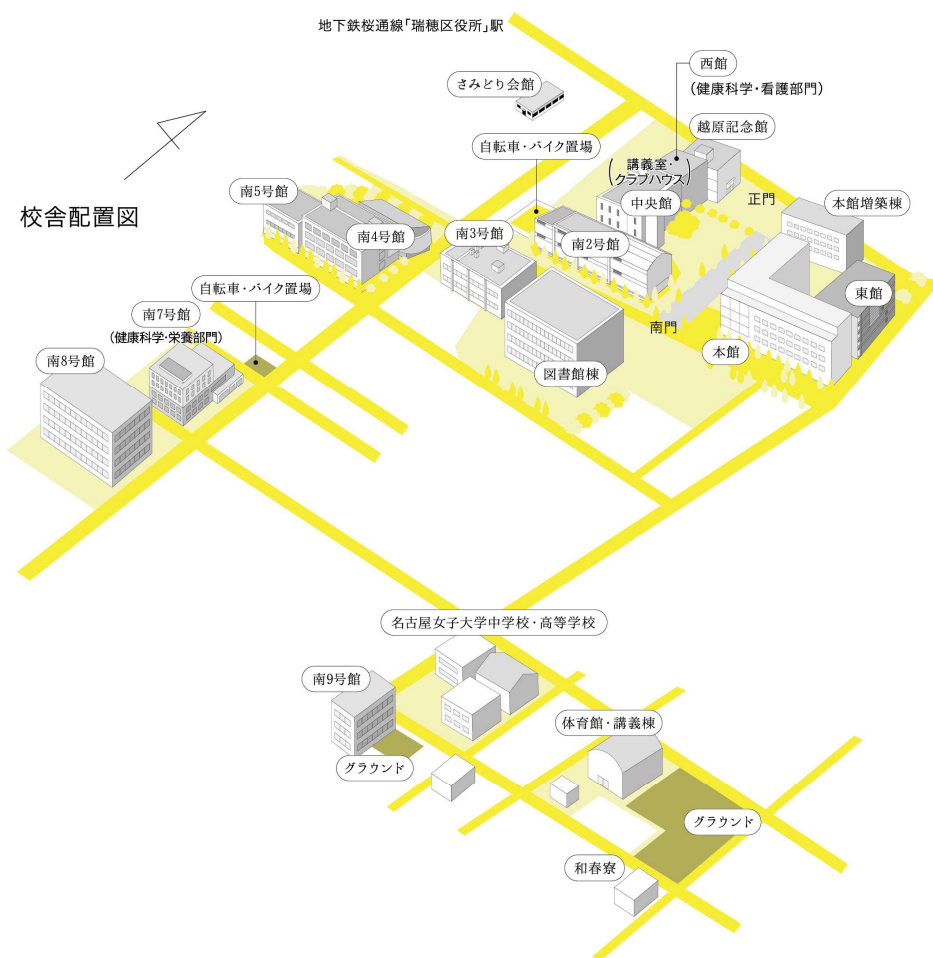 地下鉄桜通線「瑞穂区役所」駅
西館
(健康科学・看護部門)
さみどり会館
越原記念館
自転車・バイク置場
(講義室・
クラブハウス)
中央館
正門
本館増築棟
校舎配置図
南5号館
南4号館
南3号館
南2号館
東館
自転車・バイク置場
南7号館
(健康科学・栄養部門)
南門
本館
南8号館
図書館棟
名古屋女子大学中学校・高等学校
南9号館
体育館・講義棟
グラウンド
グラウンド
和春寮